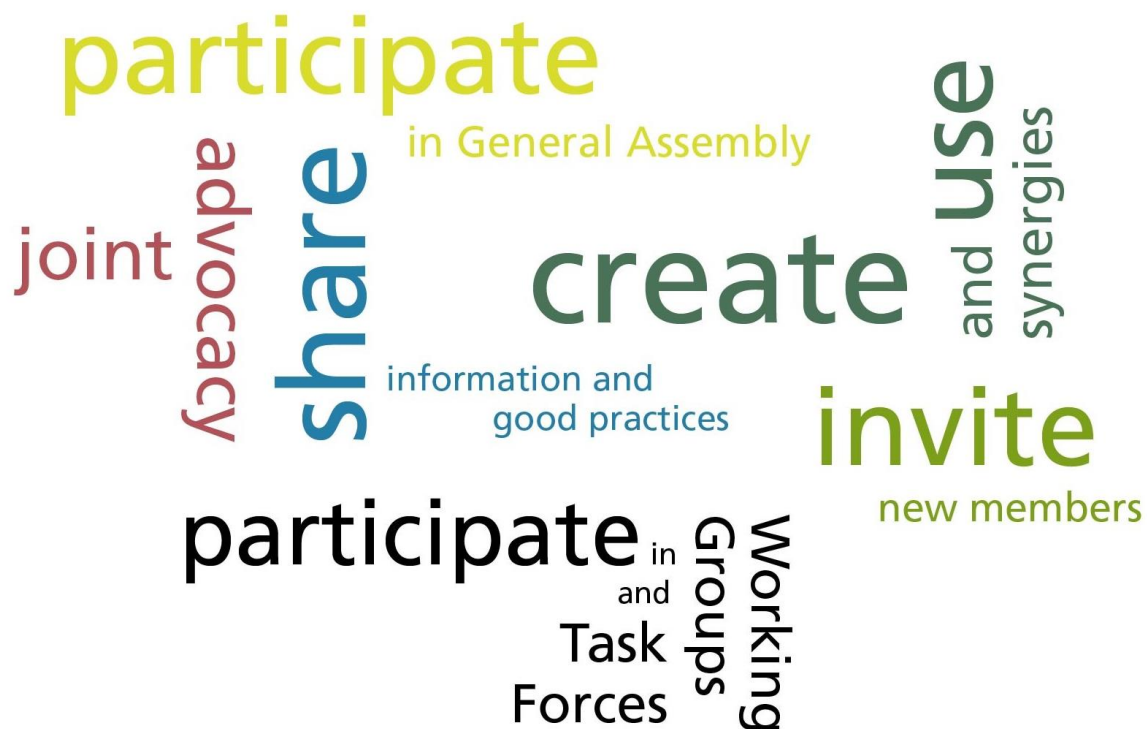 participate
in General Assembly
joint
advocacy
share
information and
good practices
create
and use
synergies
invite
new members
participate in
Working
Groups
and
Task
Forces